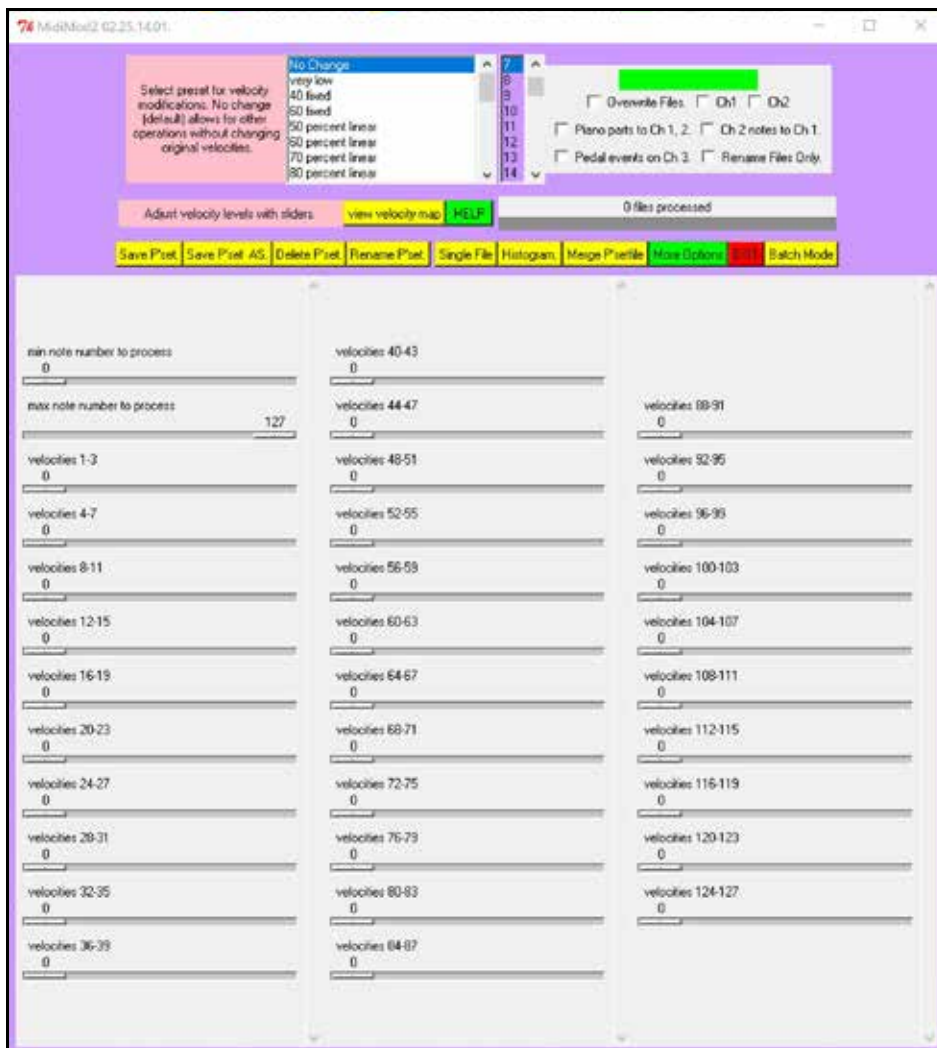 MidiMod2 02.25.14.01.
Select preset for velocity
modifications. No change
(default) allows for other
operations without changing
original velocities.
No Change
very low
40 fixed
60 fixed
50 percent linear
60 percent linear
70 percent linear
80 percent linear
7
8
9
10
11
12
13
14
Overwrite Files. Ch1 Ch2
Piano parts to Ch 1, 2. Ch 2 notes to Ch 1.
Pedal events on Ch 3. Rename Files Only.
Adjust velocity levels with sliders view velocity map HELP
0 files processed
Save P'set. Save P'set AS. Delete P'set. Rename P'set. Single File Histogram. Merge P'setfile More Options EXIT Batch Mode
min note number to process
0
max note number to process
127
velocities 1-3
0
velocities 4-7
0
velocities 8-11
0
velocities 12-15
0
velocities 16-19
0
velocities 20-23
0
velocities 24-27
0
velocities 28-31
0
velocities 32-35
0
velocities 36-39
0
velocities 40-43
0
velocities 44-47
0
velocities 48-51
0
velocities 52-55
0
velocities 56-59
0
velocities 60-63
0
velocities 64-67
0
velocities 68-71
0
velocities 72-75
0
velocities 76-79
0
velocities 80-83
0
velocities 84-87
0
velocities 88-91
0
velocities 92-95
0
velocities 96-99
0
velocities 100-103
0
velocities 104-107
0
velocities 108-111
0
velocities 112-115
0
velocities 116-119
0
velocities 120-123
0
velocities 124-127
0